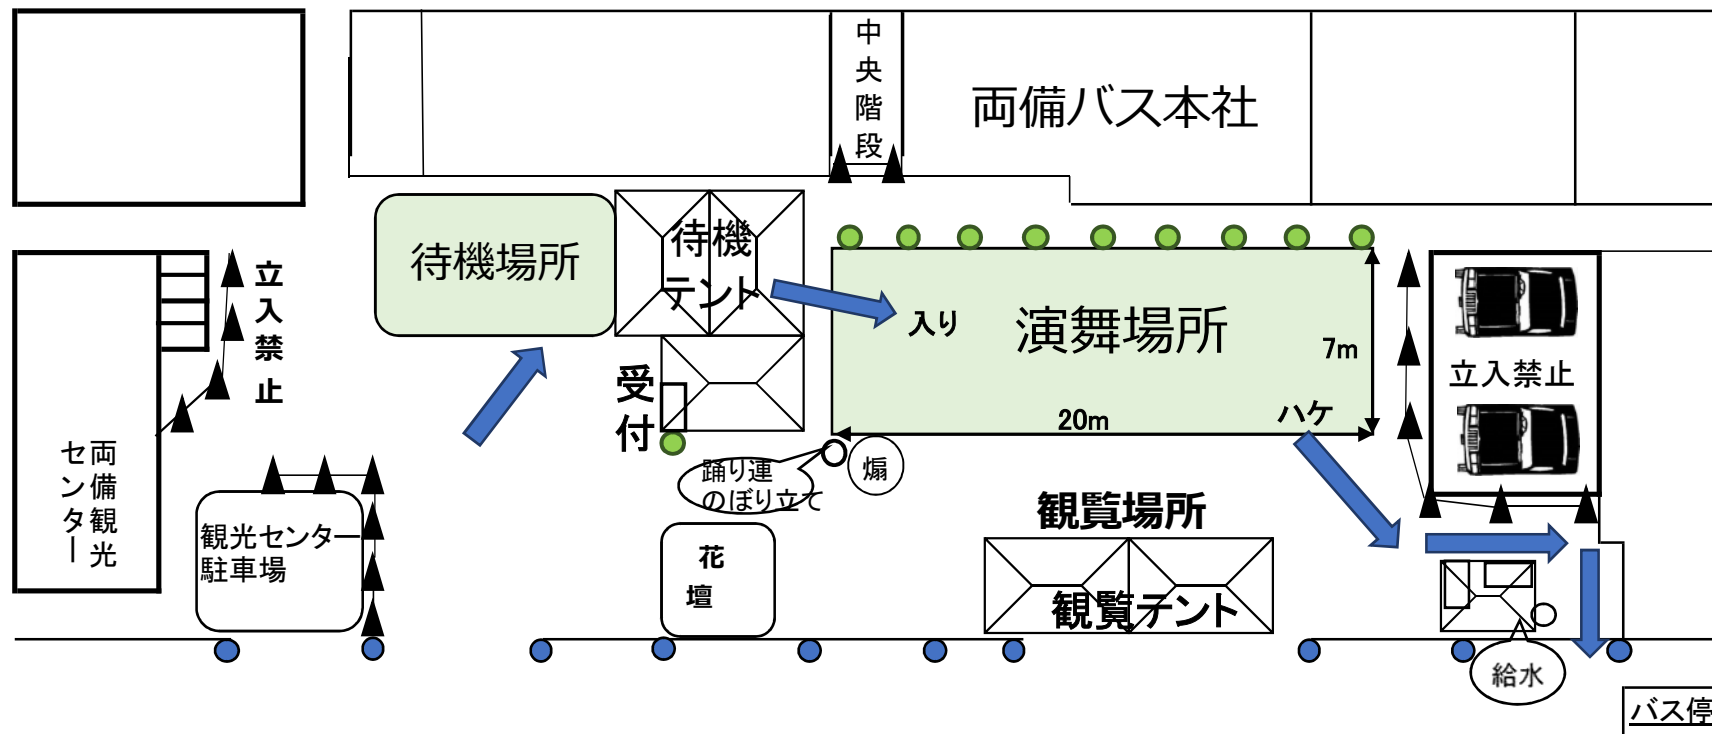 中央階段
両備バス本社
待機場所
待機
テント
立入禁止
入り
演舞場所
7m
20m
ハケ
立入禁止
受付
踊り連
のぼり立て
煽
両備観光
センター
観光センター
駐車場
花
壇
観覧場所
観覧テント
給水
バス停